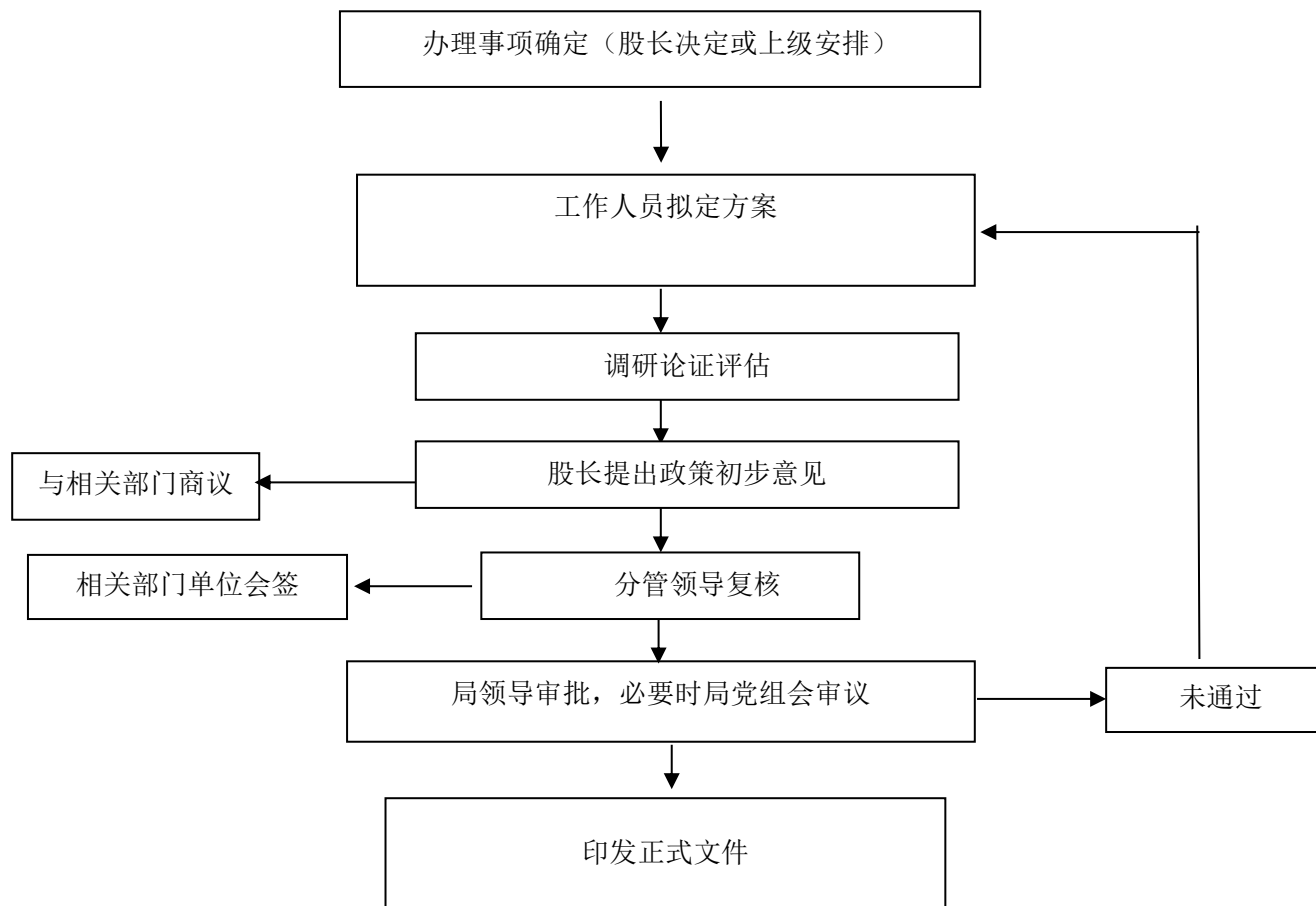 办理事项确定（股长决定或上级安排）
工作人员拟定方案
调研论证评估
股长提出政策初步意见
与相关部门商议
分管领导复核
相关部门单位会签
局领导审批，必要时局党组会审议
未通过
印发正式文件